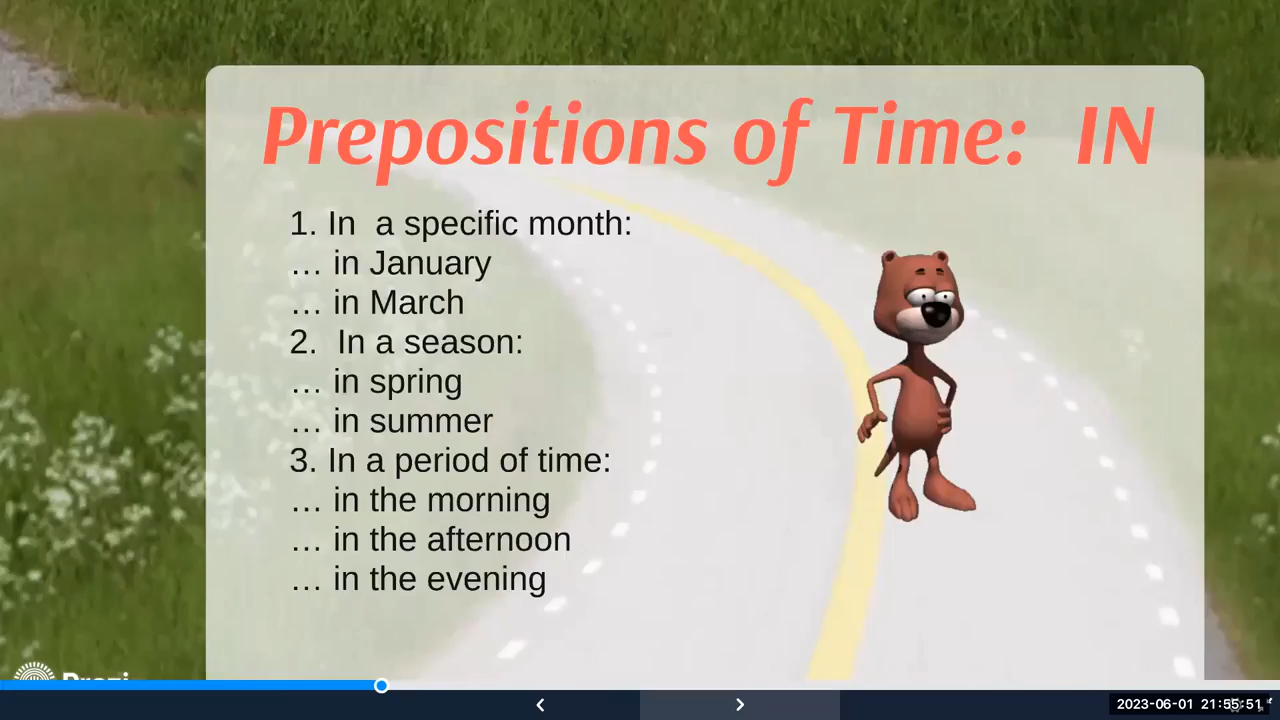 Prepositions of Time: IN
1. In a specific month:
… in January
… in March
2. In a season:
… in spring
… in summer
3. In a period of time:
… in the morning
… in the afternoon
… in the evening
Prezi
2023-06-01 21:55:51